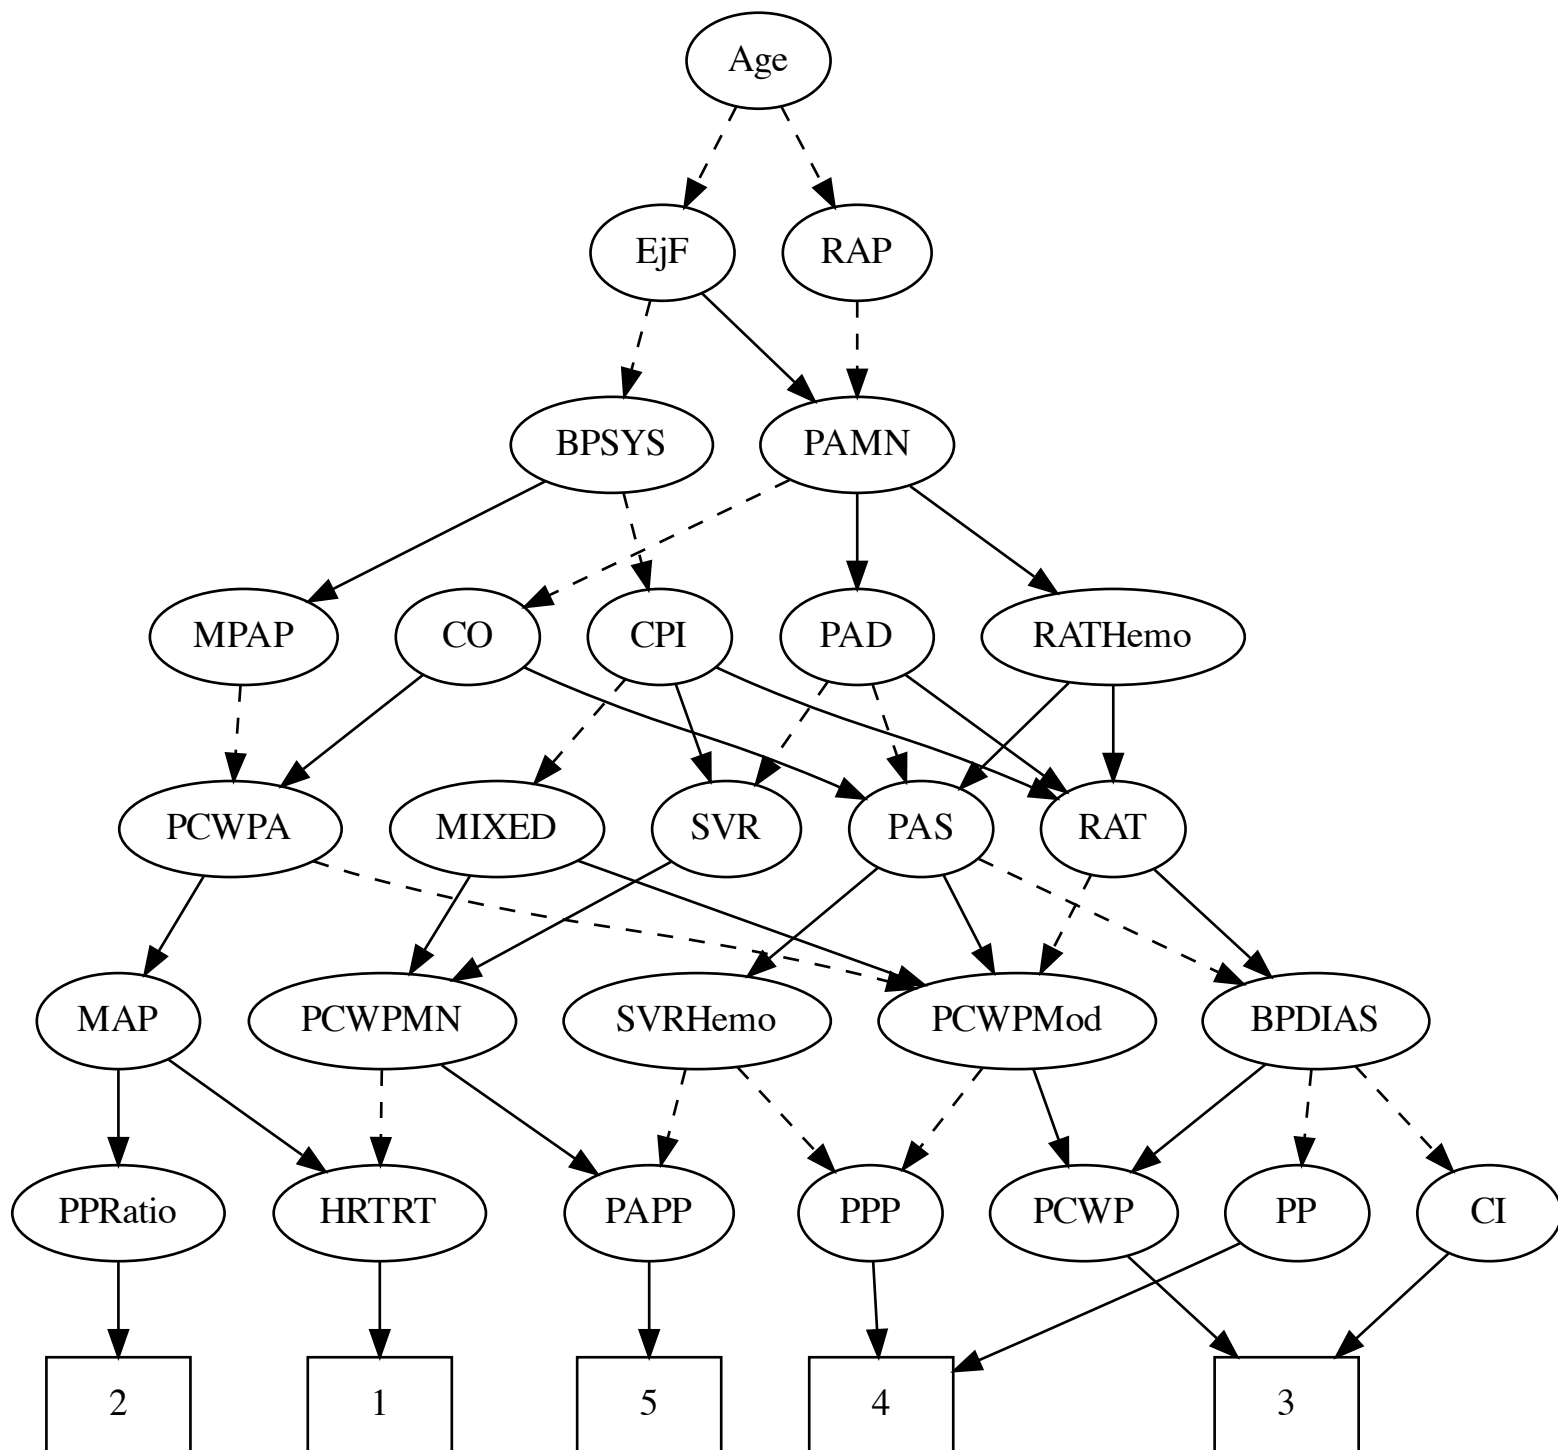 Age
EjF RAP
BPSYS PAMN
MPAP CO CPI PAD RATHemo
PCWPA MIXED SVR PAS RAT
MAP PCWPMN SVRHemo PCWPMod BPDIAS
PPRatio HRTRT PAPP PPP PCWP PP CI
2 1 5 4 3